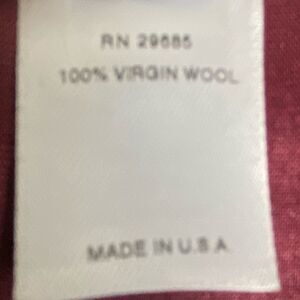 RN 29685
100% VIRGIN WOOL
MADE IN U.S.A.